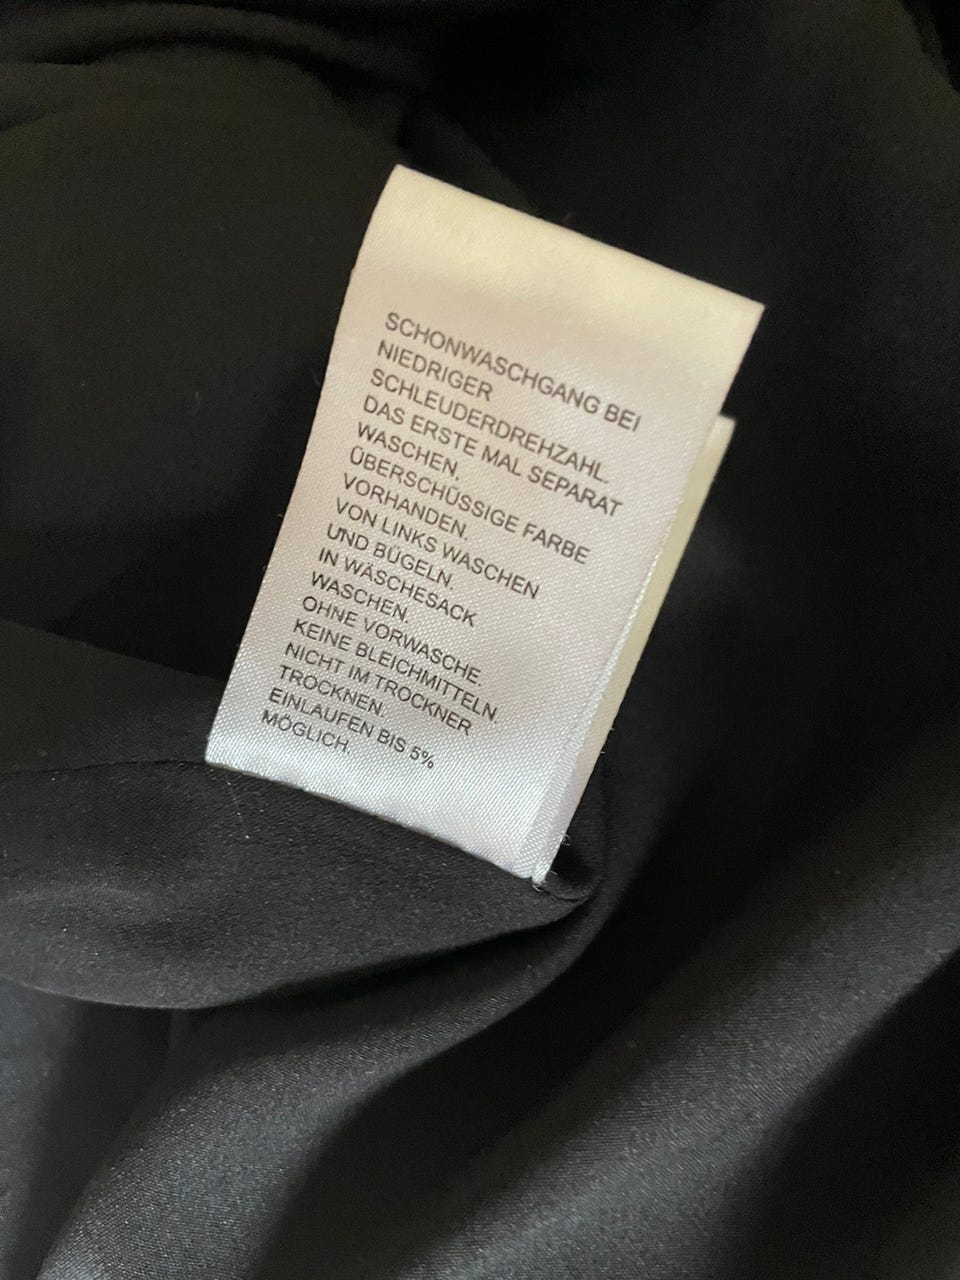 SCHONWASCHGANG BEI
NIEDRIGER
SCHLEUDERDREHZAHL.
DAS ERSTE MAL SEPARAT
WASCHEN.
ÜBERSCHÜSSIGE FARBE
VORHANDEN.
VON LINKS WASCHEN
UND BÜGELN.
IN WÄSCHESACK
WASCHEN.
OHNE VORWÄSCHE.
KEINE BLEICHMITTELN.
NICHT IM TROCKNER
TROCKNEN.
EINLAUFEN BIS 5%
MÖGLICH.